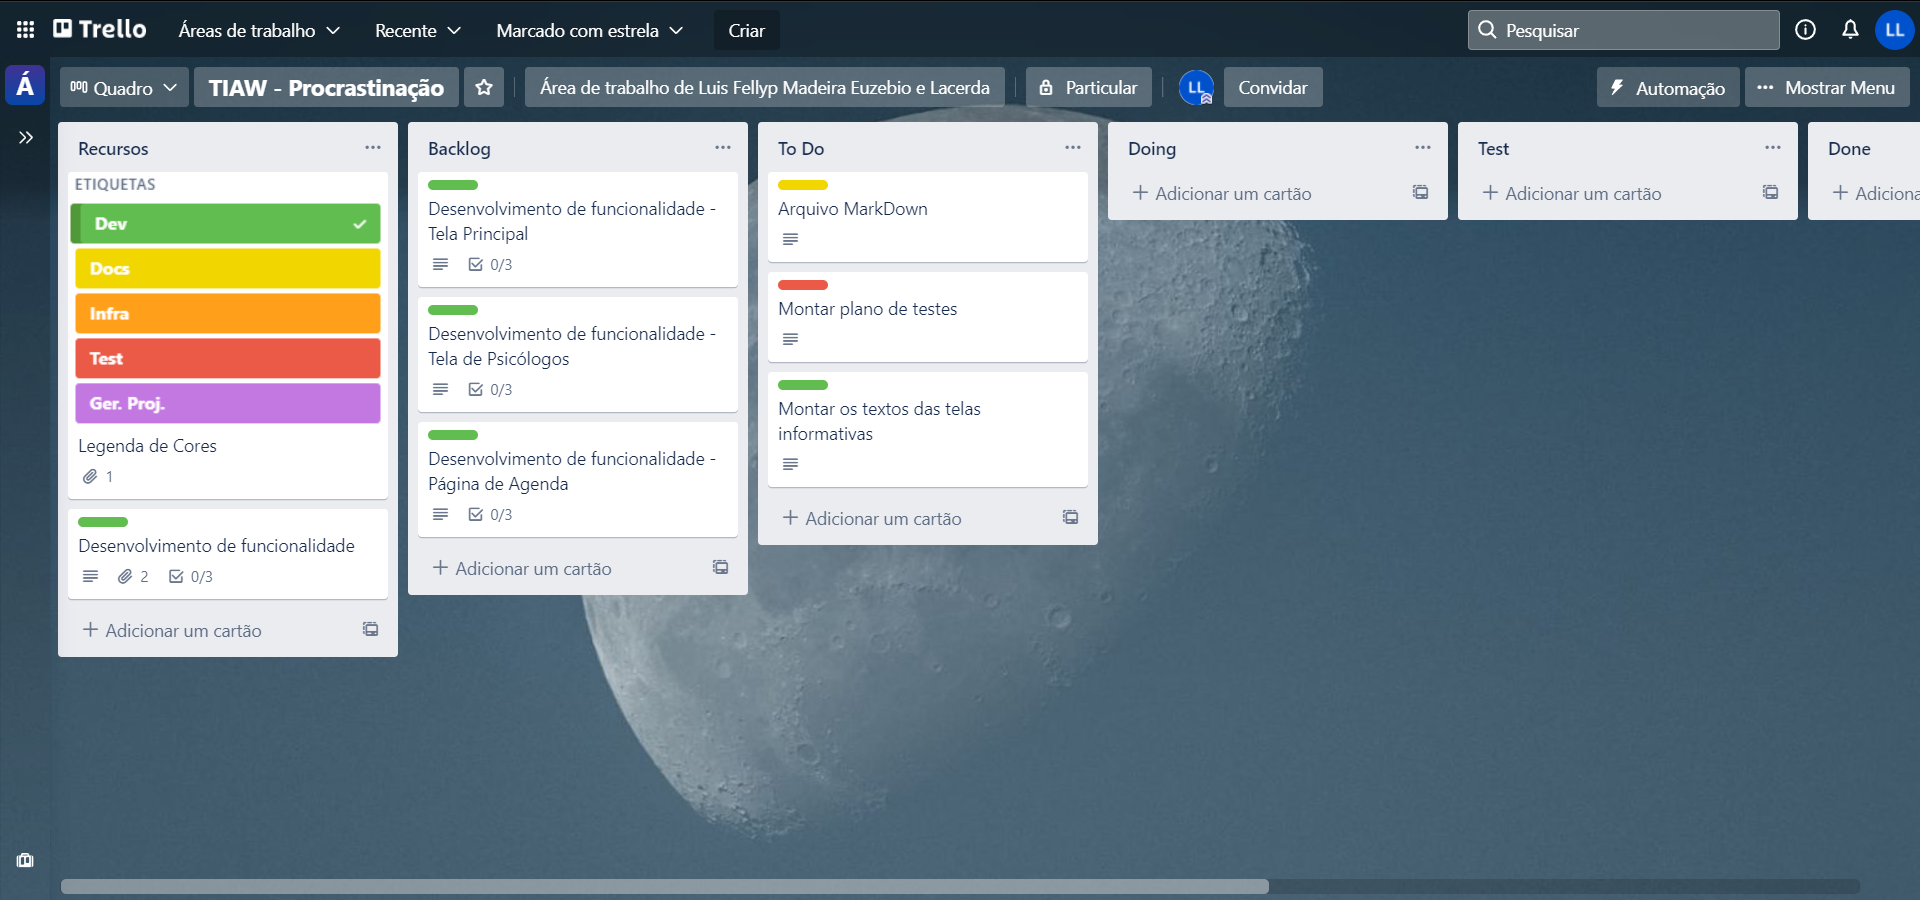 Trello
Áreas de trabalho
Recente
Marcado com estrela
Criar
Pesquisar
LL
Á
Quadro
TIAW - Procrastinação
Área de trabalho de Luis Fellyp Madeira Euzebio e Lacerda
Particular
LL
Convidar
Automação
Mostrar Menu
Recursos
ETIQUETAS
Dev
Docs
Infra
Test
Ger. Proj.
Legenda de Cores
1
Desenvolvimento de funcionalidade
2
0/3
Adicionar um cartão
Backlog
Desenvolvimento de funcionalidade -
Tela Principal
0/3
Desenvolvimento de funcionalidade -
Tela de Psicólogos
0/3
Desenvolvimento de funcionalidade -
Página de Agenda
0/3
Adicionar um cartão
To Do
Arquivo MarkDown
Montar plano de testes
Montar os textos das telas
informativas
Adicionar um cartão
Doing
Adicionar um cartão
Test
Adicionar um cartão
Done
Adiciona